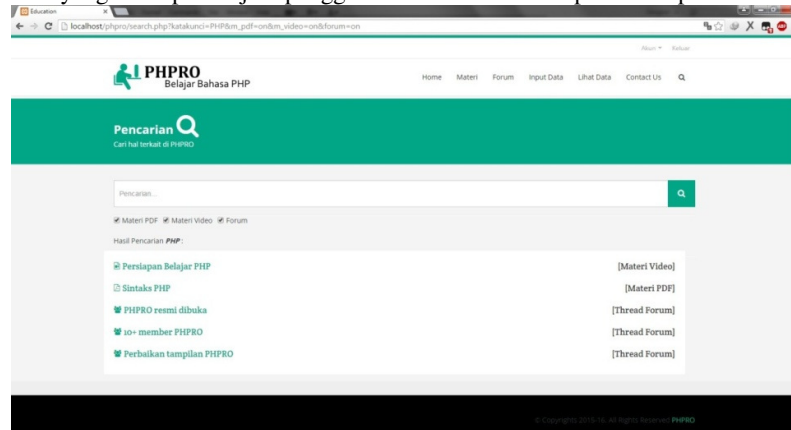 Education
localhost/phpro/search.php?katakunci=PHP&m_pdf=on&m_video=on&forum=on
Akun Keluar
PHPRO
Belajar Bahasa PHP
Home Materi Forum Input Data Lihat Data Contact Us
Pencarian
Cari hal terkait di PHPRO
Pencarian...
Materi PDF Materi Video Forum
Hasil Pencarian PHP :
Persiapan Belajar PHP [Materi Video]
Sintaks PHP [Materi PDF]
PHPRO resmi dibuka [Thread Forum]
10+ member PHPRO [Thread Forum]
Perbaikan tampilan PHPRO [Thread Forum]
© Copyrights 2015-16. All Rights Reserved PHPRO